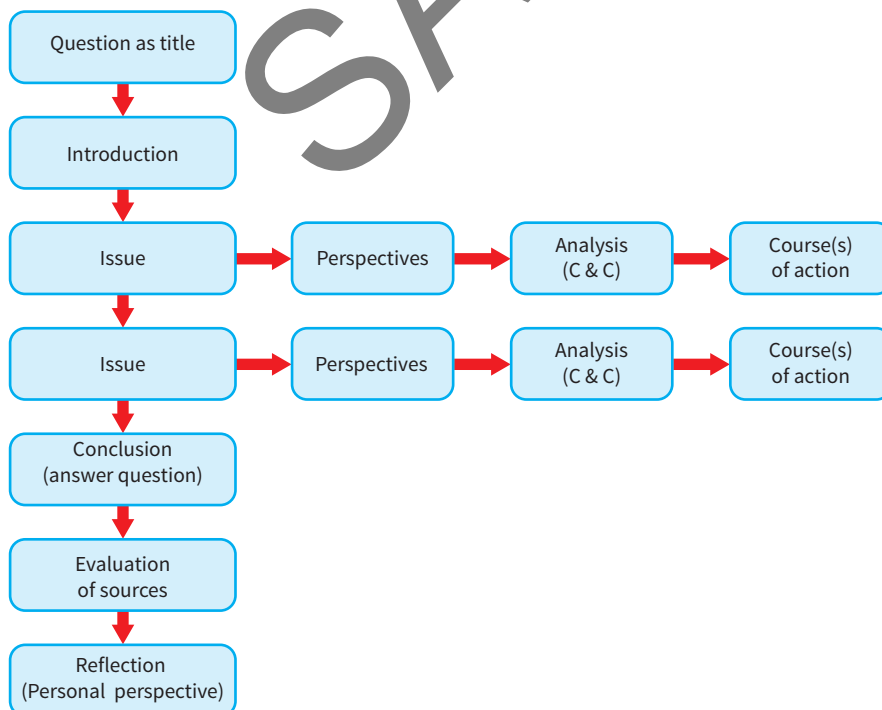 SA
Question as title
Introduction
Issue
Perspectives
Analysis
(C & C)
Course(s)
of action
Issue
Perspectives
Analysis
(C & C)
Course(s)
of action
Conclusion
(answer question)
Evaluation
of sources
Reflection
(Personal perspective)